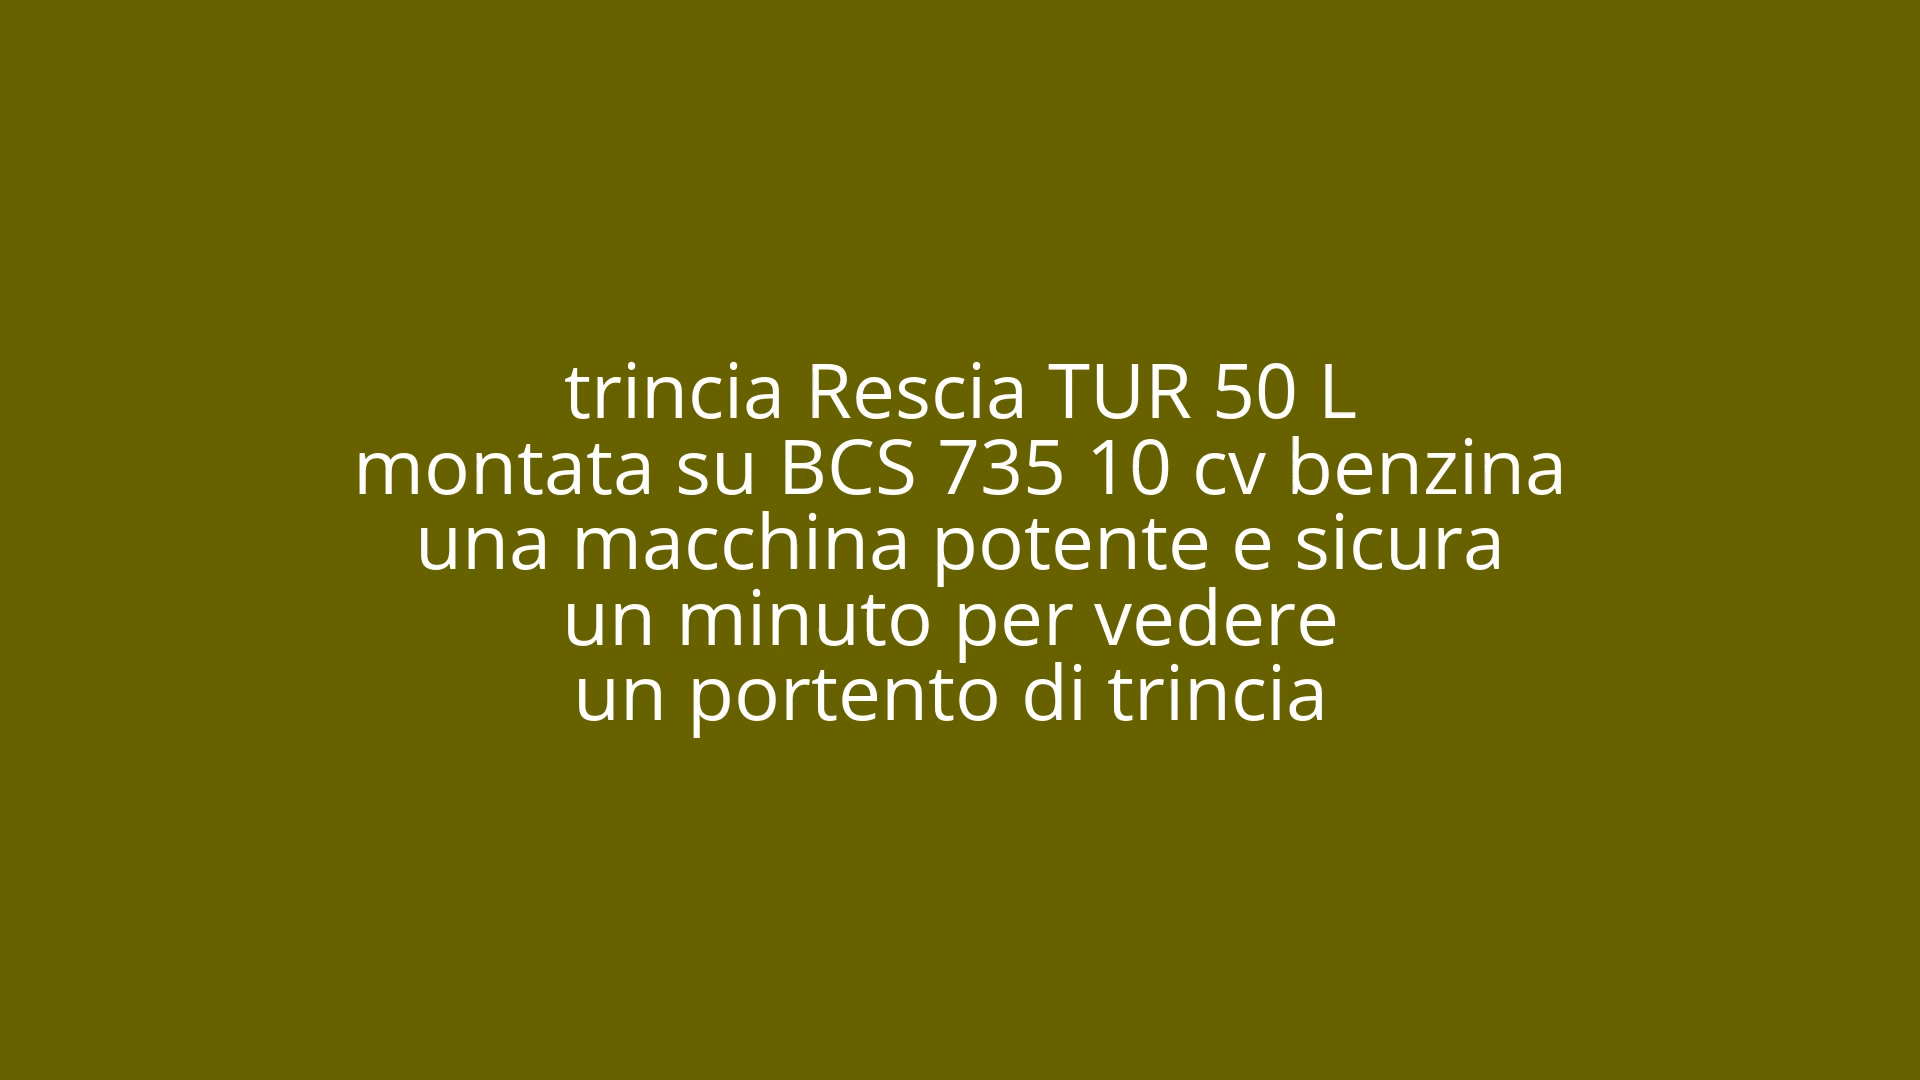 trincia Rescia TUR 50 L
montata su BCS 735 10 cv benzina
una macchina potente e sicura
un minuto per vedere
un portento di trincia